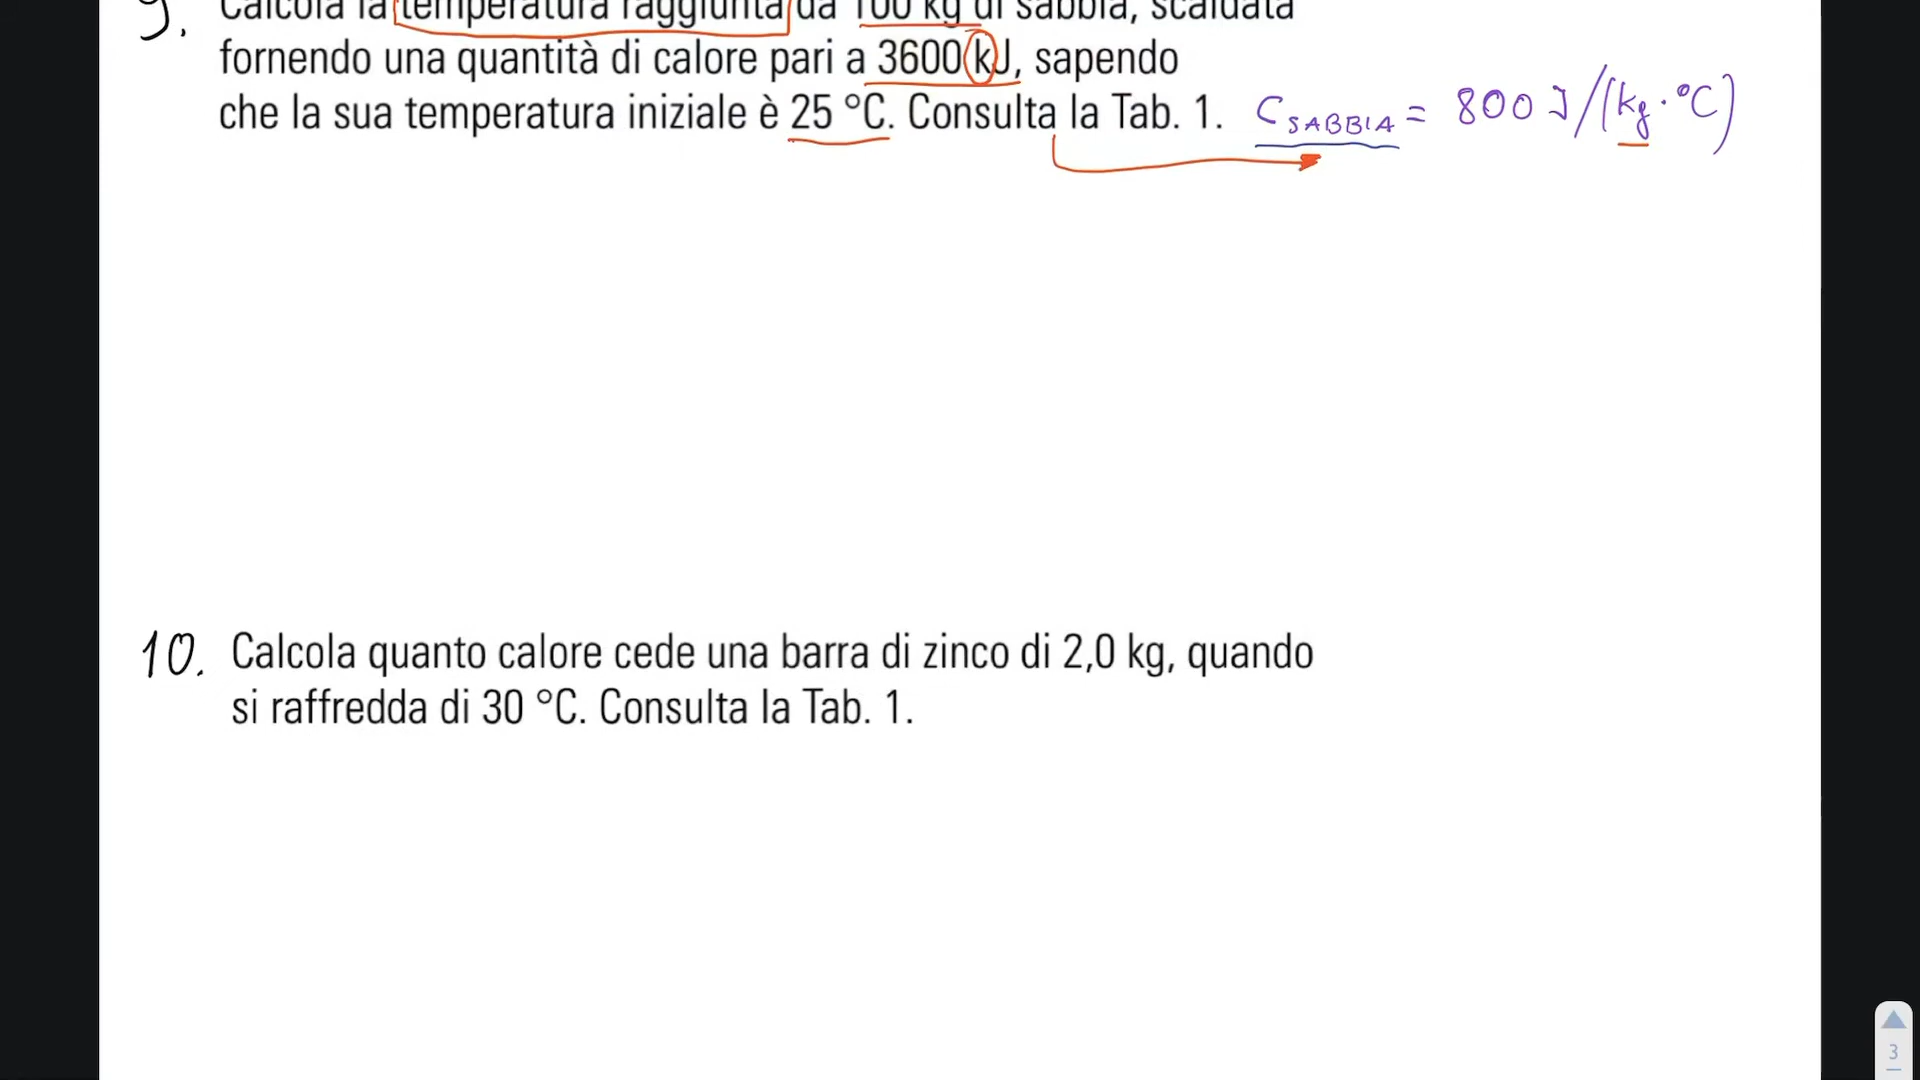 9. Calcola la temperatura raggiunta da 100 kg di sabbia, scaldata
fornendo una quantità di calore pari a 3600 kJ, sapendo
che la sua temperatura iniziale è 25 °C. Consulta la Tab. 1. C SABBIA = 800 J/(kg·°C)
10. Calcola quanto calore cede una barra di zinco di 2,0 kg, quando
si raffredda di 30 °C. Consulta la Tab. 1.
3